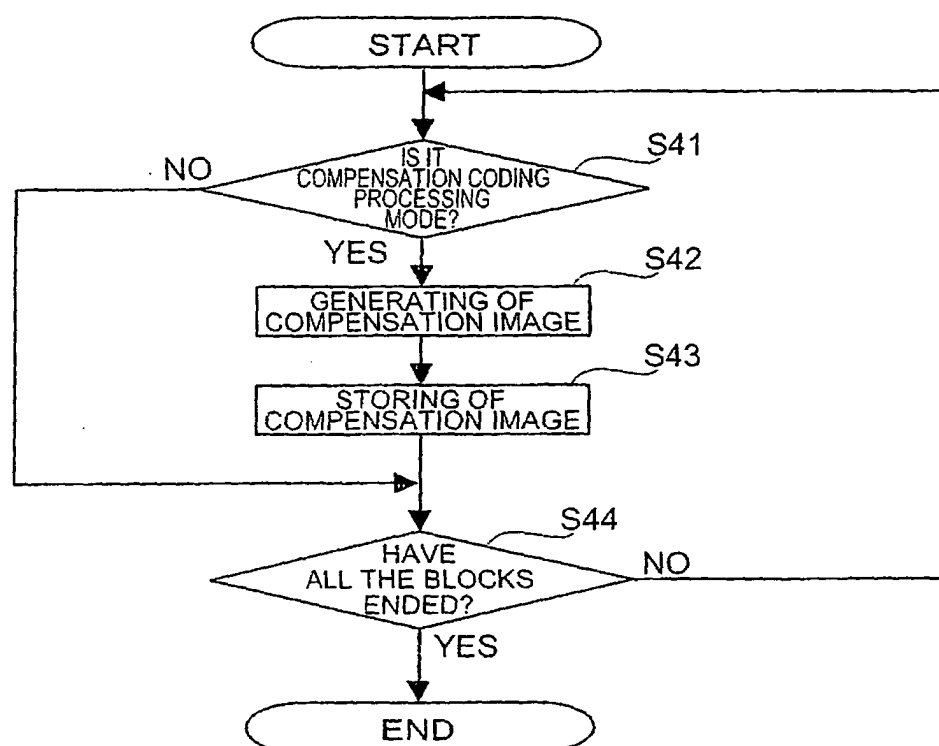 START
S41
NO
IS IT
COMPENSATION CODING
PROCESSING
MODE?
YES
S42
GENERATING OF
COMPENSATION IMAGE
S43
STORING OF
COMPENSATION IMAGE
S44
HAVE
ALL THE BLOCKS
ENDED?
NO
YES
END